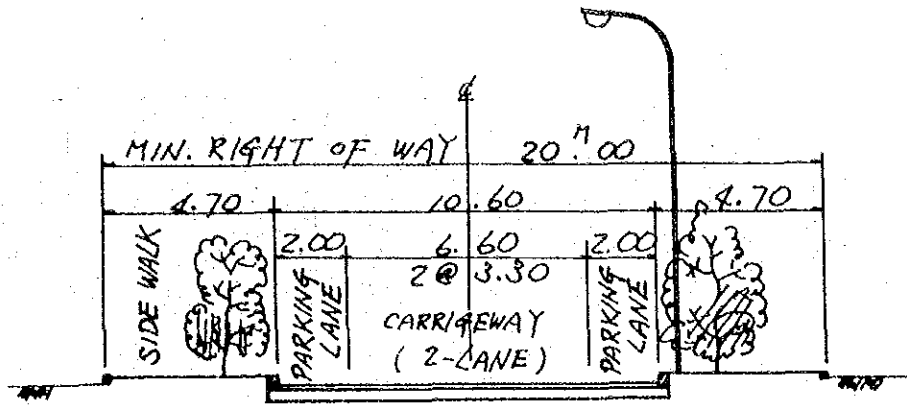 ℄
MIN. RIGHT OF WAY 20.M00
4.70 10.60 4.70
2.00 6.60 2.00
2 @ 3.30
SIDE WALK
PARKING LANE
CARRIGEWAY
( 2-LANE )
PARKING LANE